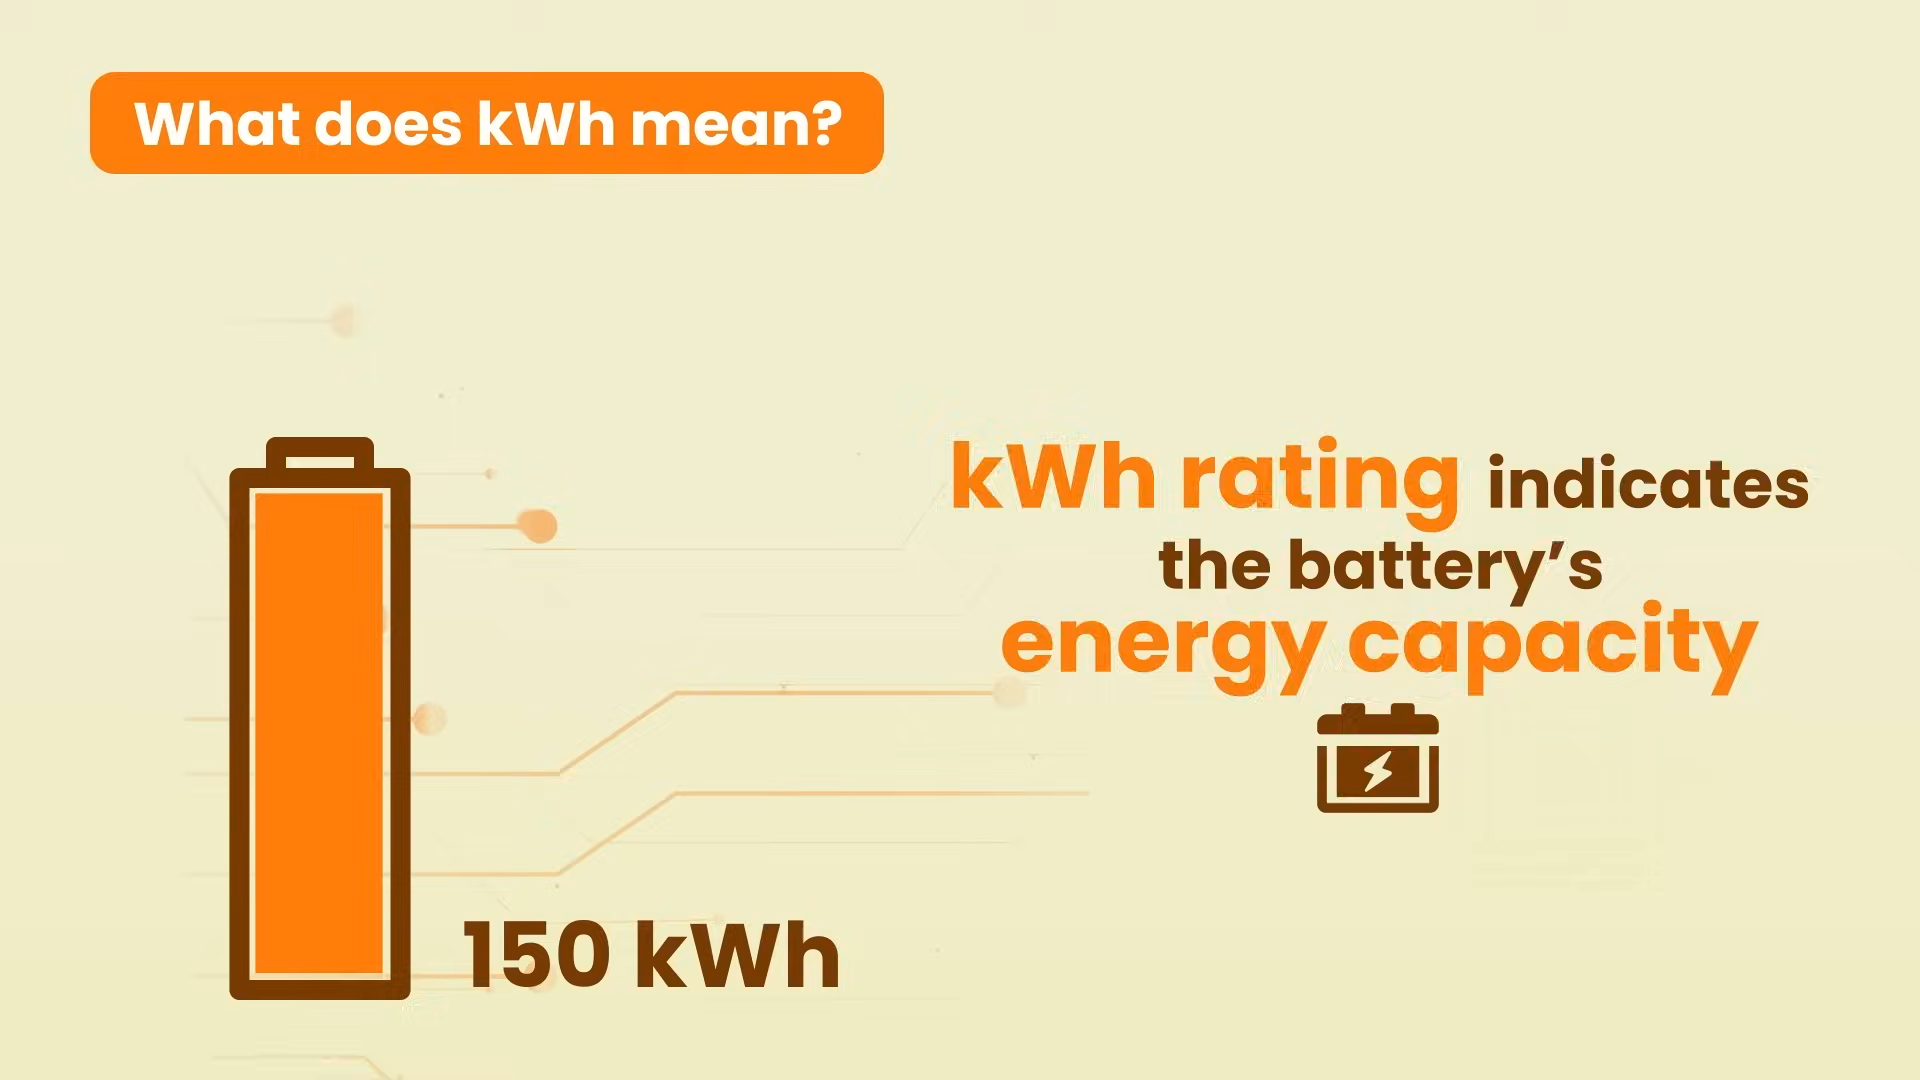 What does kWh mean?
kWh rating indicates
the battery’s
energy capacity
150 kWh